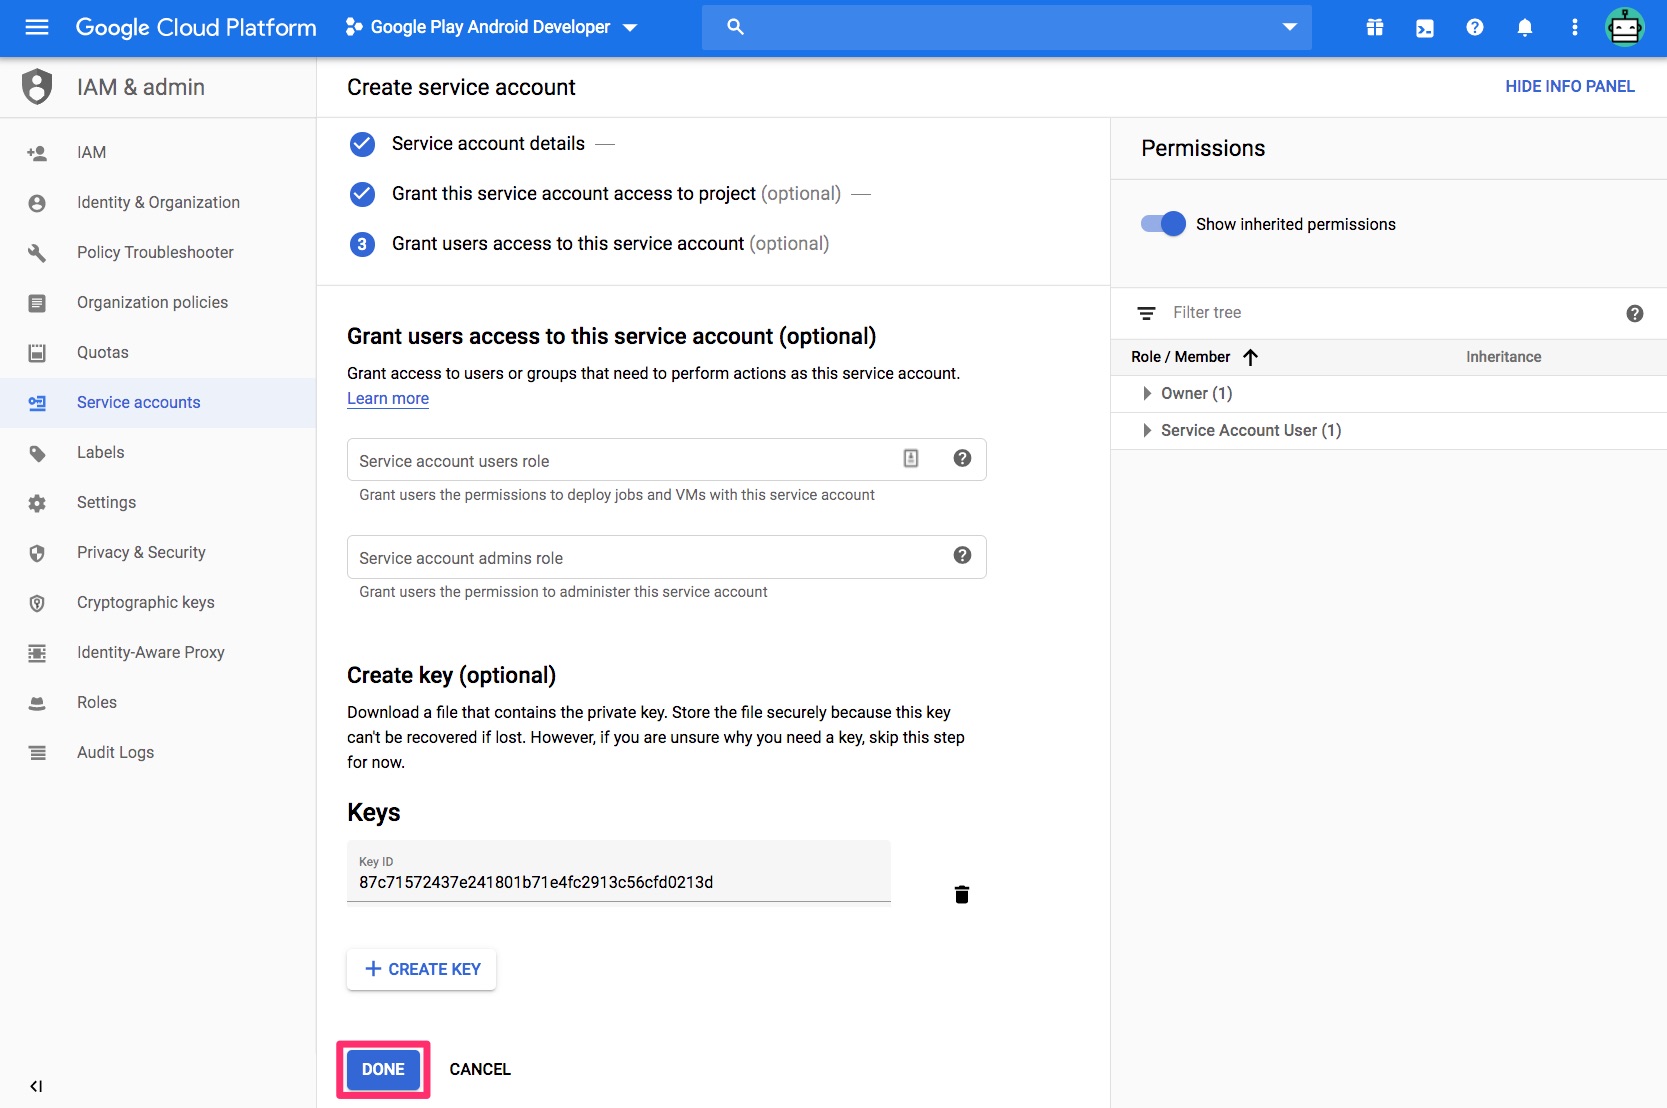 Google Cloud Platform
Google Play Android Developer
IAM & admin
IAM
Identity & Organization
Policy Troubleshooter
Organization policies
Quotas
Service accounts
Labels
Settings
Privacy & Security
Cryptographic keys
Identity-Aware Proxy
Roles
Audit Logs
Create service account
HIDE INFO PANEL
Service account details
Grant this service account access to project (optional)
3 Grant users access to this service account (optional)
Grant users access to this service account (optional)
Grant access to users or groups that need to perform actions as this service account.
Learn more
Service account users role
Grant users the permissions to deploy jobs and VMs with this service account
Service account admins role
Grant users the permission to administer this service account
Create key (optional)
Download a file that contains the private key. Store the file securely because this key
can't be recovered if lost. However, if you are unsure why you need a key, skip this step
for now.
Keys
Key ID
87c71572437e241801b71e4fc2913c56cfd0213d
CREATE KEY
DONE
CANCEL
Permissions
Show inherited permissions
Filter tree
Role / Member
Inheritance
Owner (1)
Service Account User (1)